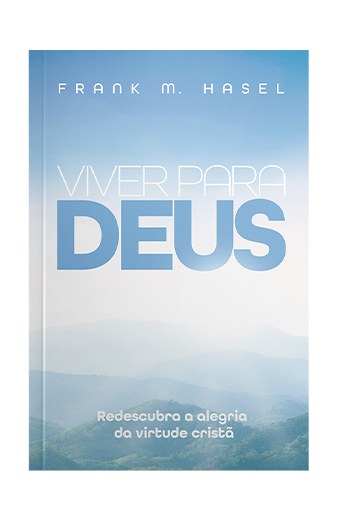 FRANK M. HASEL
VIVER PARA
DEUS
Redescubra a alegria
da virtude cristã